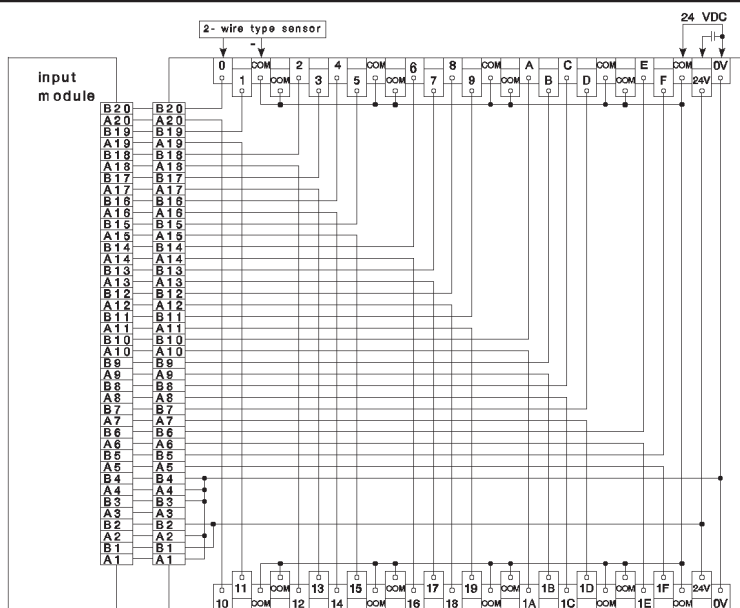 24 VDC
2- wire type sensor
-
0 COM 2 4 COM 6 8 COM A C COM E COM 0V
1 COM 3 5 COM 7 9 COM B D COM F 24V
input
module
B20 B20
A20 A20
B19 B19
A19 A19
B18 B18
A18 A18
B17 B17
A17 A17
B16 B16
A16 A16
B15 B15
A15 A15
B14 B14
A14 A14
B13 B13
A13 A13
B12 B12
A12 A12
B11 B11
A11 A11
B10 B10
A10 A10
B9 B9
A9 A9
B8 B8
A8 A8
B7 B7
A7 A7
B6 B6
A6 A6
B5 B5
A5 A5
B4 B4
A4 A4
B3 B3
A3 A3
B2 B2
A2 A2
B1 B1
A1 A1
11 COM 13 15 COM 17 19 COM 1B 1D COM 1F 24V
10 COM 12 14 COM 16 18 COM 1A 1C COM 1E COM 0V